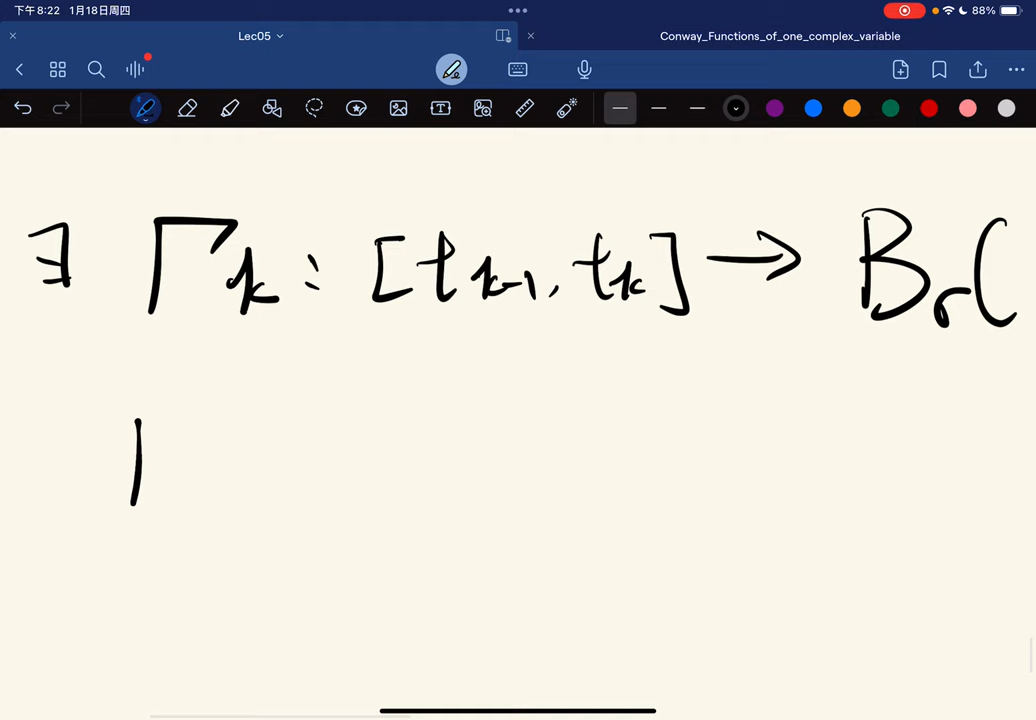 下午8:22 1月18日周四
88%
Lec05
Conway_Functions_of_one_complex_variable
∃ Γₖ : [tₖ₋₁, tₖ] → Bᵣ(
|